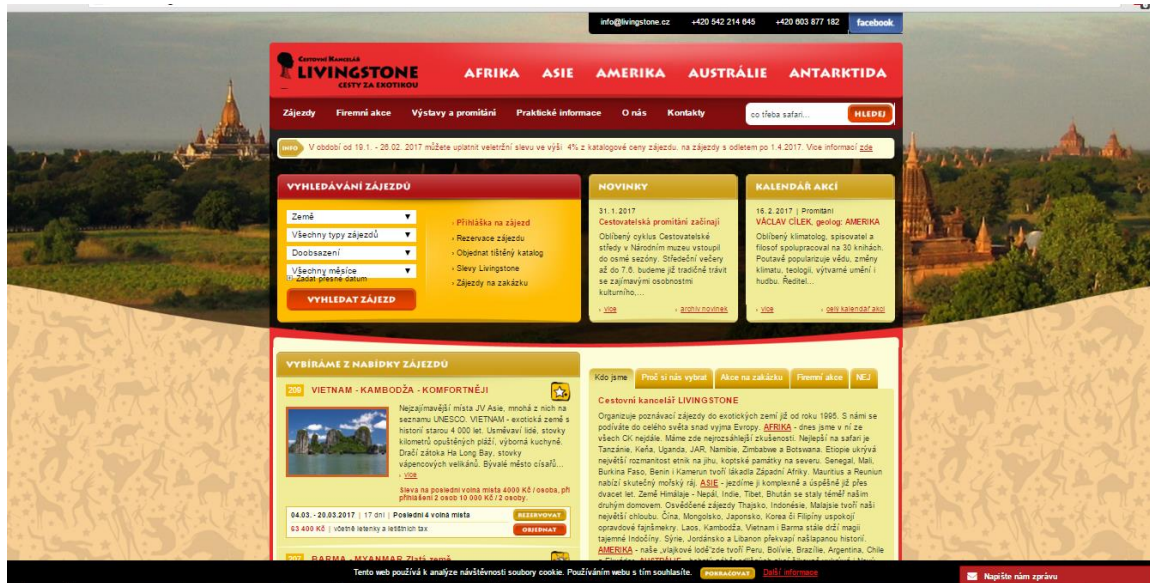 info@livingstone.cz +420 542 214 645 +420 603 877 182 facebook
CESTOVNÍ KANCELÁŘ
LIVINGSTONE
CESTY ZA EXOTIKOU
AFRIKA ASIE AMERIKA AUSTRÁLIE ANTARKTIDA
Zájezdy Firemní akce Výstavy a promítání Praktické informace O nás Kontakty
co třeba safari... HLEDEJ
INFO V období od 19.1. - 26.02. 2017 můžete uplatnit veletržní slevu ve výši 4% z katalogové ceny zájezdu, na zájezdy s odletem po 1.4.2017. Více informací zde
VYHLEDÁVÁNÍ ZÁJEZDŮ
Země
Všechny typy zájezdů
Doobsazení
Všechny měsíce
Zadat přesné datum
VYHLEDAT ZÁJEZD
› Přihláška na zájezd
› Rezervace zájezdu
› Objednat tištěný katalog
› Slevy Livingstone
› Zájezdy na zakázku
NOVINKY
31. 1. 2017
Cestovatelská promítání začínají
Oblíbený cyklus Cestovatelské
středy v Národním muzeu vstoupil
do osmé sezóny. Středeční večery
až do 7.6. budeme již tradičně trávit
se zajímavými osobnostmi
kulturního,...
› více › archiv novinek
KALENDÁŘ AKCÍ
16. 2. 2017 | Promítání
VÁCLAV CÍLEK, geolog: AMERIKA
Oblíbený klimatolog, spisovatel a
filosof spolupracoval na 30 knihách.
Poutavě popularizuje vědu, změny
klimatu, teologii, výtvarné umění i
hudbu. Ředitel...
› více › celý kalendář akcí
VYBÍRÁME Z NABÍDKY ZÁJEZDŮ
208 VIETNAM - KAMBODŽA - KOMFORTNĚJI
Nejzajímavější místa JV Asie, mnohá z nich na
seznamu UNESCO. VIETNAM - exotická země s
historií starou 4 000 let. Usměvaví lidé, stovky
kilometrů opuštěných pláží, výborná kuchyně.
Dračí zátoka Ha Long Bay, stovky
vápencových velikánů. Bývalé město císařů...
› více
Sleva na poslední volná místa 4000 Kč / osoba, při
přihlášení 2 osob 10 000 Kč / 2 osoby.
04.03. - 20.03.2017 | 17 dní | Poslední 4 volná místa REZERVOVAT
63 400 Kč | včetně letenky a letištních tax OBJEDNAT
207 BARMA - MYANMAR Zlatá země
Kdo jsme Proč si nás vybrat Akce na zakázku Firemní akce NEJ
Cestovní kancelář LIVINGSTONE
Organizuje poznávací zájezdy do exotických zemí již od roku 1995. S námi se
podíváte do celého světa snad vyjma Evropy. AFRIKA - dnes jsme v ní ze
všech CK nejdále. Máme zde nejrozsáhlejší zkušenosti. Nejlepší na safari je
Tanzánie, Keňa, Uganda, JAR, Namibie, Zimbabwe a Botswana. Etiopie ukrývá
největší rozmanitost etnik na jihu, koptské památky na severu. Senegal, Mali,
Burkina Faso, Benin i Kamerun tvoří lákadla Západní Afriky. Mauritius a Reunion
nabízí skutečný mořský ráj. ASIE - jezdíme ji komplexně a úspěšně již přes
dvacet let. Země Himáláje - Nepál, Indie, Tibet, Bhútán se staly téměř naším
druhým domovem. Osvědčené zájezdy Thajsko, Indonésie, Malajsie tvoří naši
největší chloubu. Čína, Mongolsko, Japonsko, Korea či Filipíny uspokojí
opravdové fajnšmekry. Laos, Kambodža, Vietnam i Barma stále drží magii
tajemné Indočíny. Sýrie, Jordánsko a Libanon překvapí našlapanou historií.
AMERIKA - naše „vlajkové lodě“zde tvoří Peru, Bolívie, Brazílie, Argentina, Chile
Tento web používá k analýze návštěvnosti soubory cookie. Používáním webu s tím souhlasíte. POKRAČOVAT Další informace
Napište nám zprávu